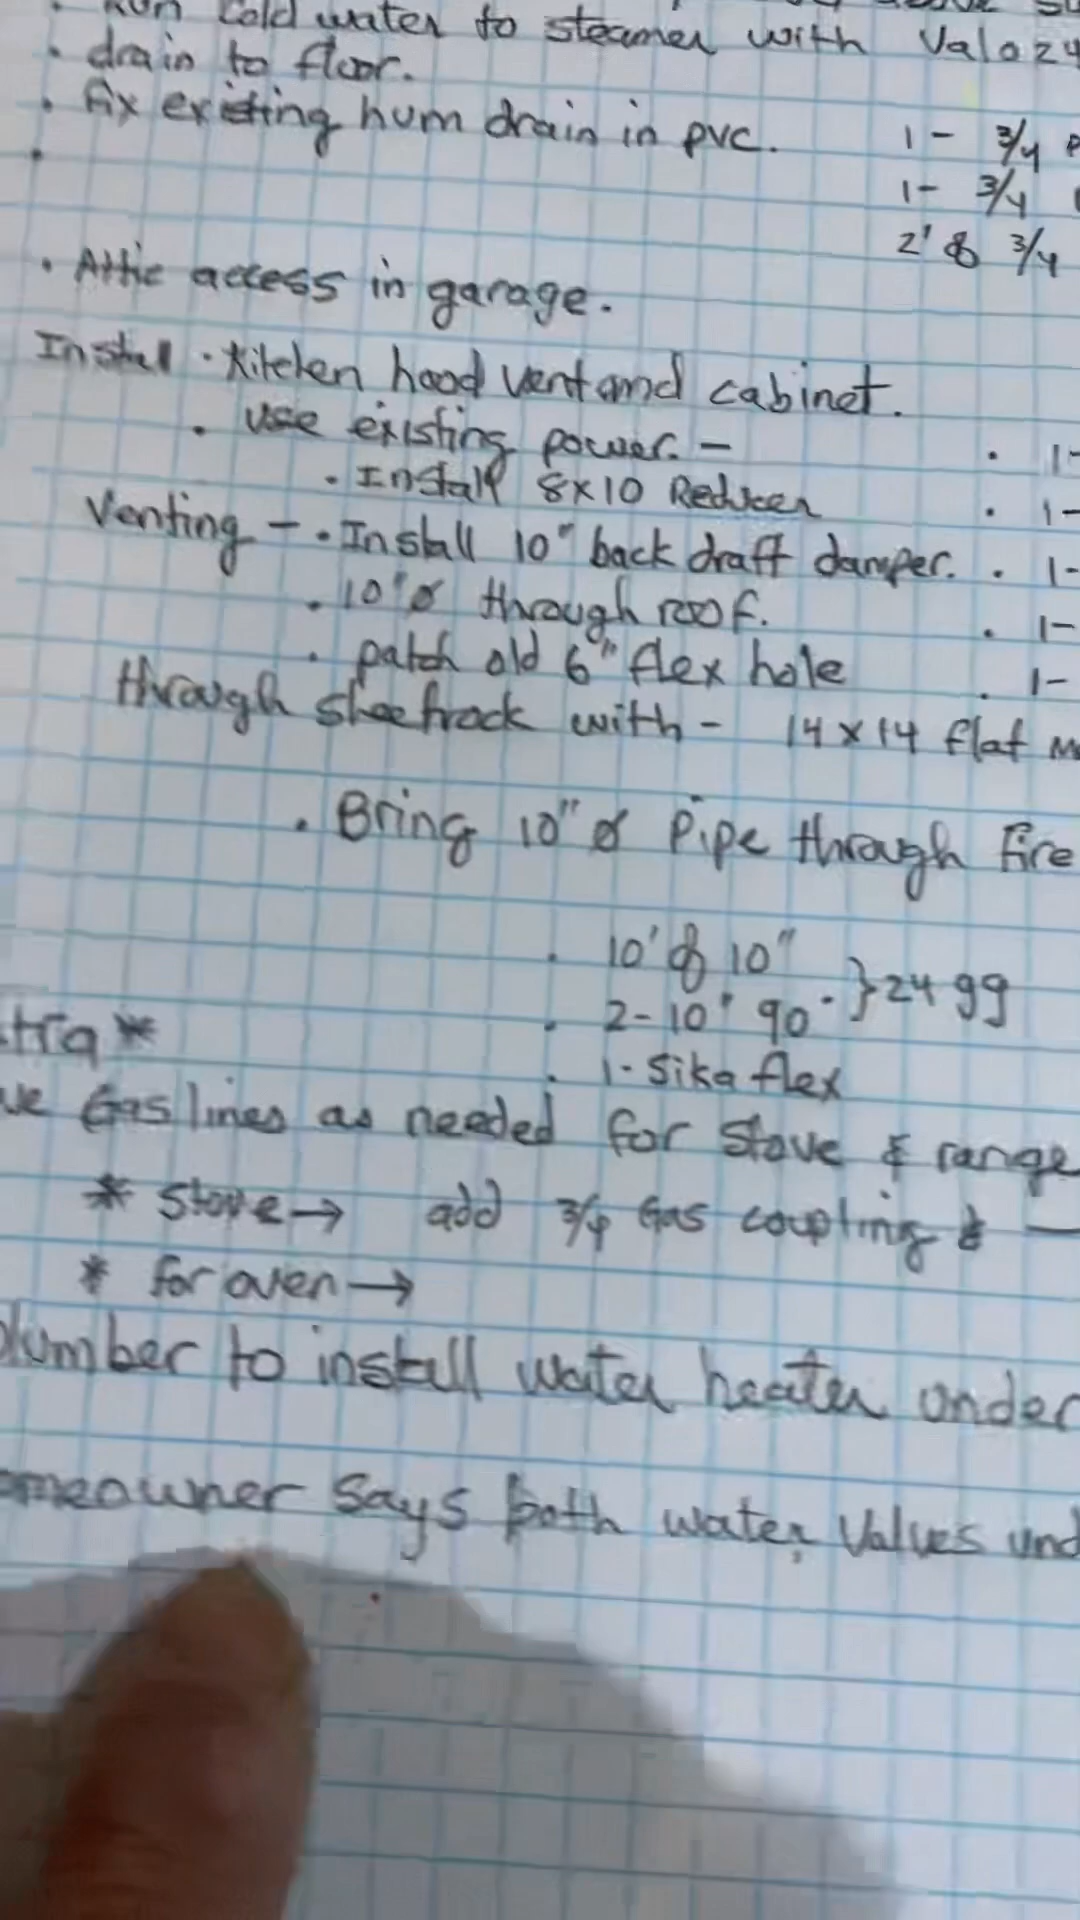 Run cold water to steamer with
• drain to floor.
• fix existing hum drain in pvc.
1 - 3/4
1 - 3/4
2' of 3/4
• Attic access in garage.
Install • Kitchen hood vent and cabinet.
• use existing power. -
• Install 8x10 Reducer
Venting - • Install 10" back draft damper.
• 10" Ø through roof.
• patch old 6" flex hole
through sheetrock with - 14 x 14 flat
• Bring 10" Ø Pipe through fire
• 10' of 10"
• 2 - 10" 90° } 24 gg
• 1 - Sika flex
Gas lines as needed for stove & range
* Stove → add 3/4 Gas coupling & —
* for oven →
to install water heater under
says both water valves